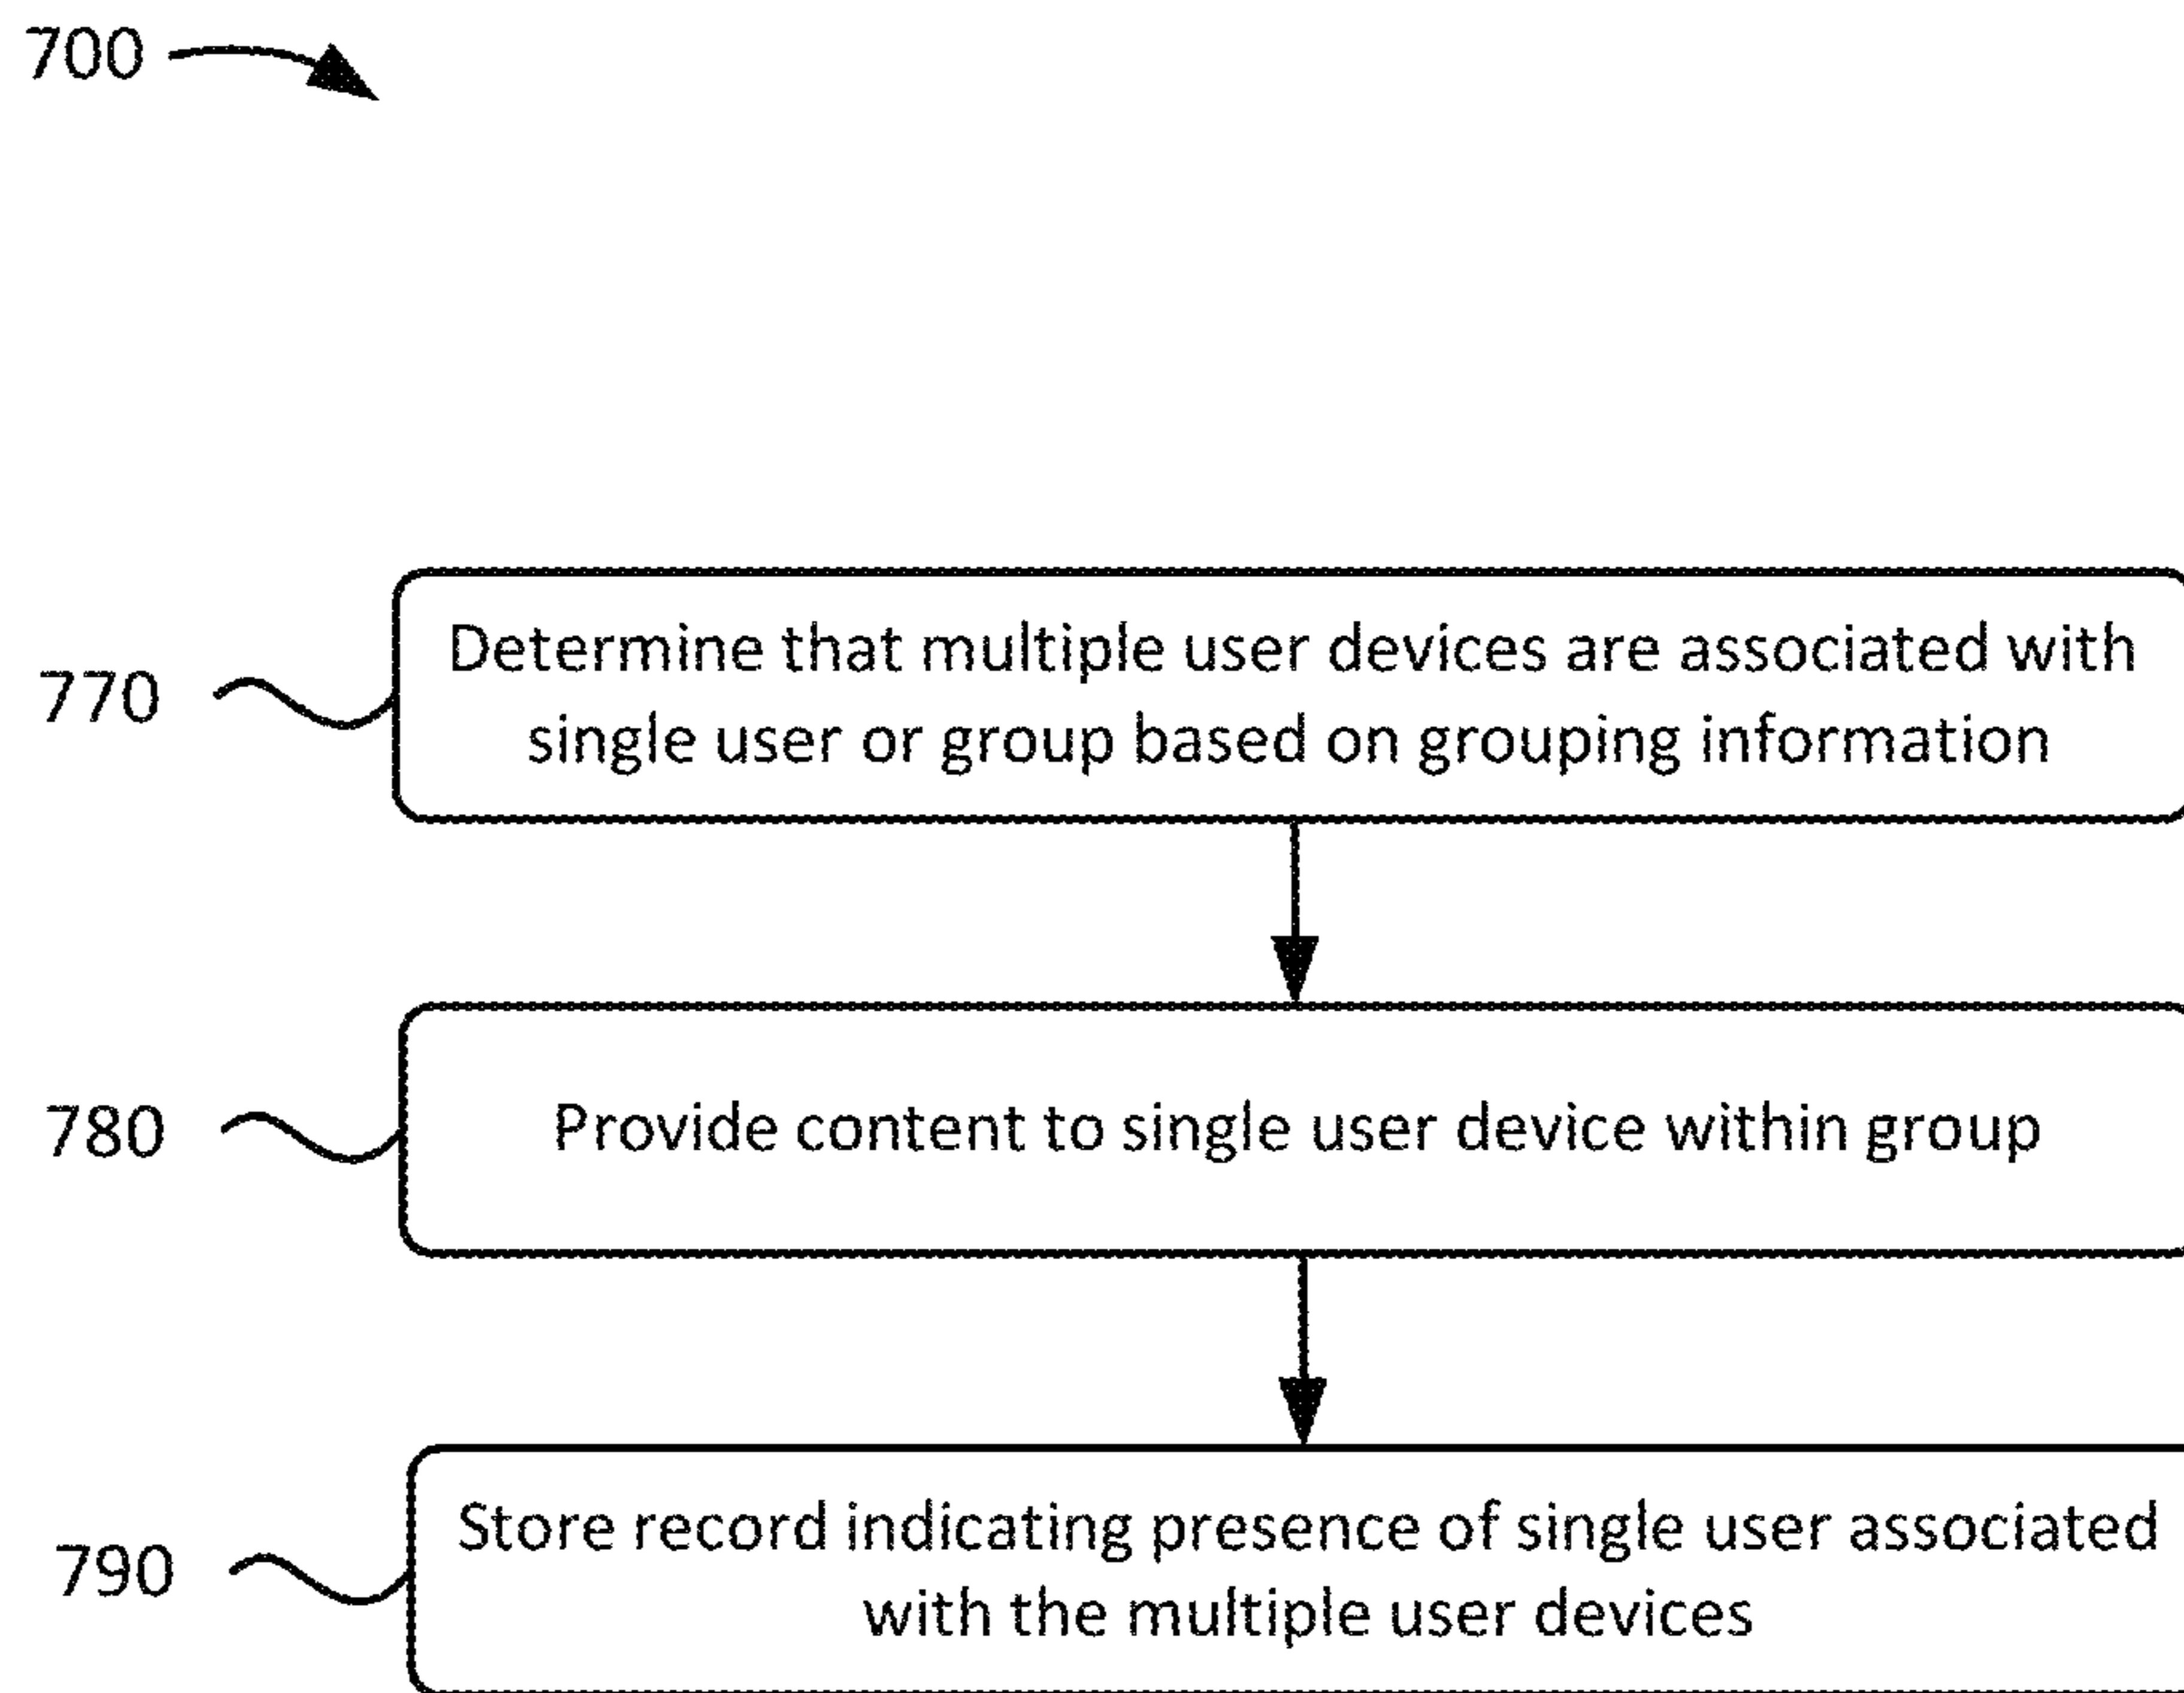 700
770
Determine that multiple user devices are associated with
single user or group based on grouping information
780
Provide content to single user device within group
790
Store record indicating presence of single user associated
with the multiple user devices